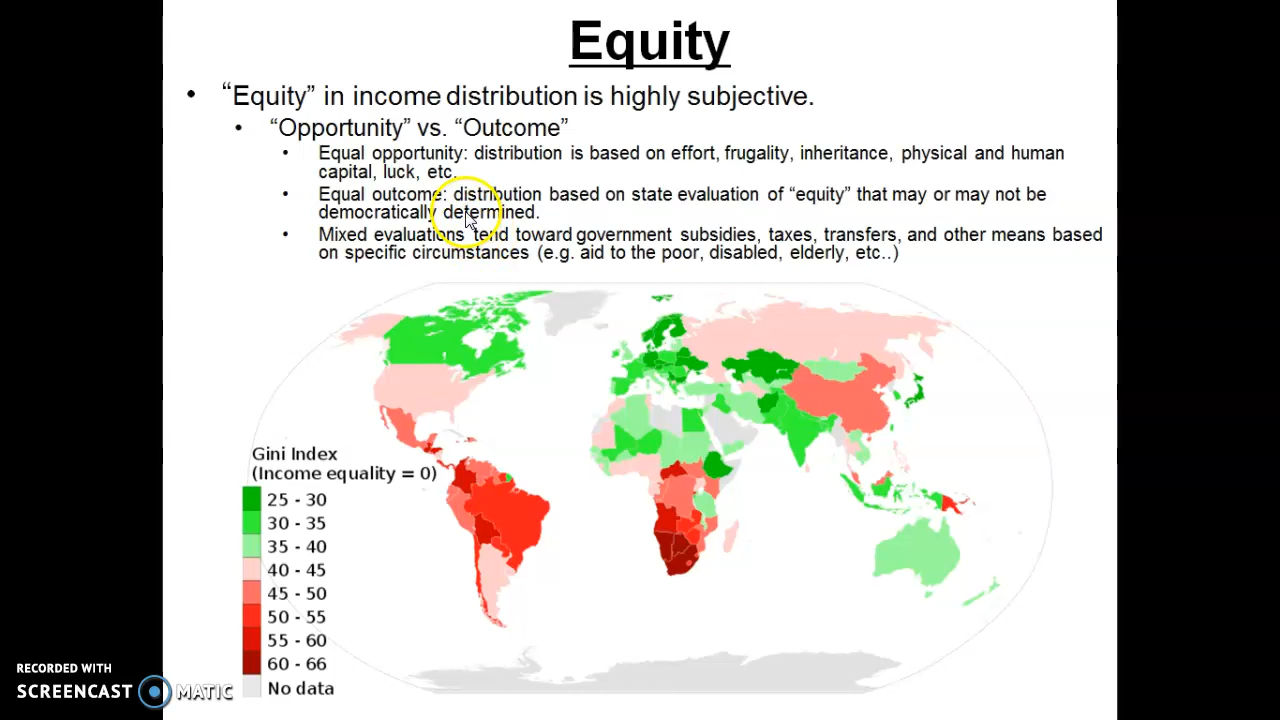 Equity
• “Equity” in income distribution is highly subjective.
• “Opportunity” vs. “Outcome”
• Equal opportunity: distribution is based on effort, frugality, inheritance, physical and human
capital, luck, etc.
• Equal outcome: distribution based on state evaluation of “equity” that may or may not be
democratically determined.
• Mixed evaluations tend toward government subsidies, taxes, transfers, and other means based
on specific circumstances (e.g. aid to the poor, disabled, elderly, etc..)
Gini Index
(Income equality = 0)
25 - 30
30 - 35
35 - 40
40 - 45
45 - 50
50 - 55
55 - 60
60 - 66
No data
RECORDED WITH
SCREENCAST MATIC